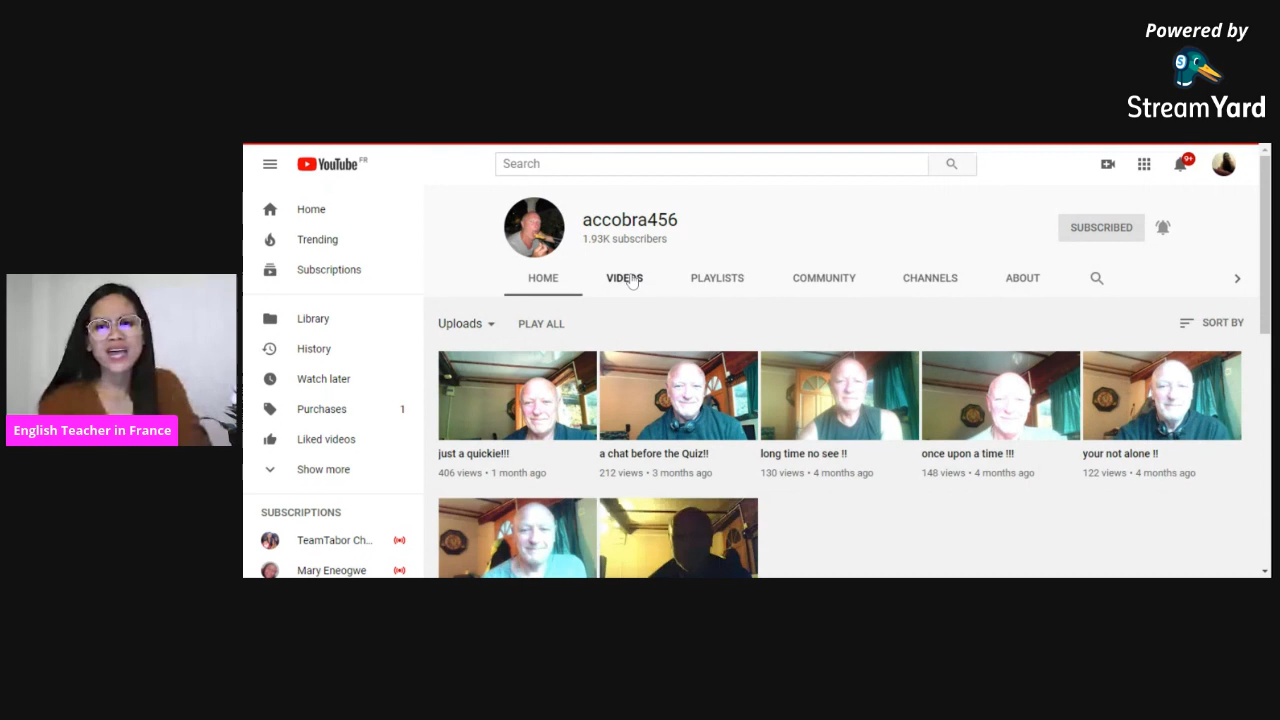 Powered by
StreamYard
YouTube FR
Search
9+
Home
Trending
Subscriptions
Library
History
Watch later
Purchases 1
Liked videos
Show more
SUBSCRIPTIONS
TeamTabor Ch...
Mary Eneogwe
accobra456
1.93K subscribers
SUBSCRIBED
HOME VIDEOS PLAYLISTS COMMUNITY CHANNELS ABOUT
Uploads PLAY ALL SORT BY
just a quickie!!!
406 views • 1 month ago
a chat before the Quiz!!
212 views • 3 months ago
long time no see !!
130 views • 4 months ago
once upon a time !!!
148 views • 4 months ago
your not alone !!
122 views • 4 months ago
English Teacher in France